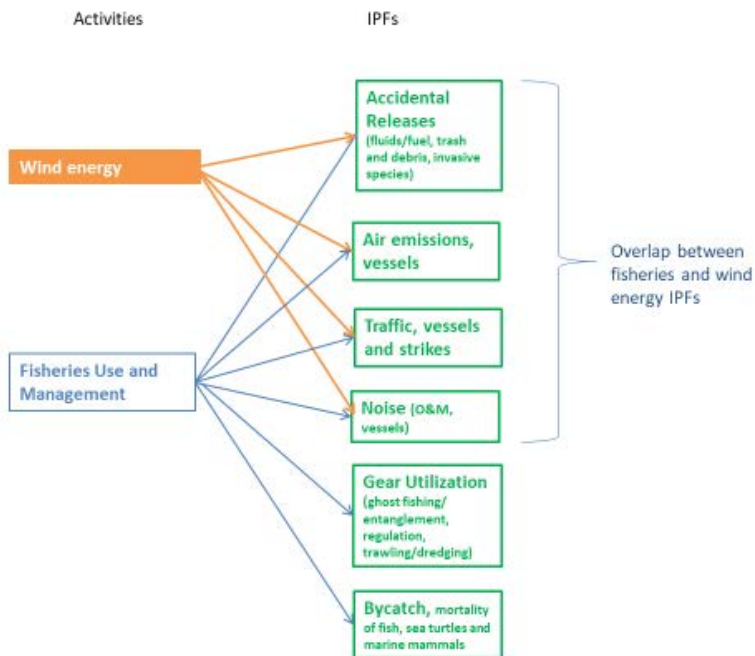 Activities
IPFs
Accidental
Releases
(fluids/fuel, trash
and debris, invasive
species)
Wind energy
Air emissions,
vessels
Overlap between
fisheries and wind
energy IPFs
Traffic, vessels
and strikes
Fisheries Use and
Management
Noise (O&M,
vessels)
Gear Utilization
(ghost fishing/
entanglement,
regulation,
trawling/dredging)
Bycatch, mortality
of fish, sea turtles and
marine mammals